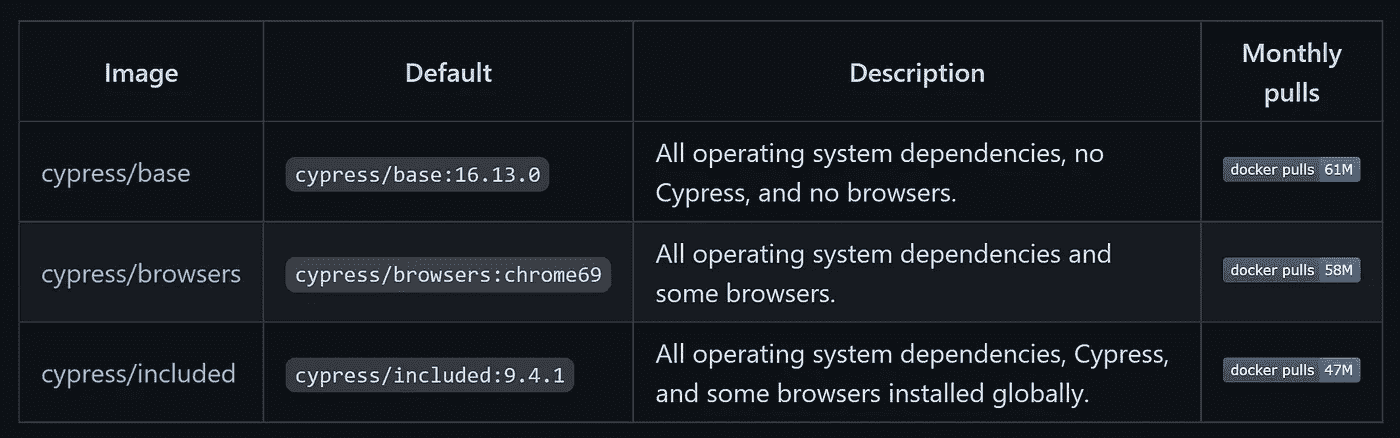 Image
Default
Description
Monthly
pulls
cypress/base
cypress/base:16.13.0
All operating system dependencies, no
Cypress, and no browsers.
docker pulls 61M
cypress/browsers
cypress/browsers:chrome69
All operating system dependencies and
some browsers.
docker pulls 58M
cypress/included
cypress/included:9.4.1
All operating system dependencies, Cypress,
and some browsers installed globally.
docker pulls 47M